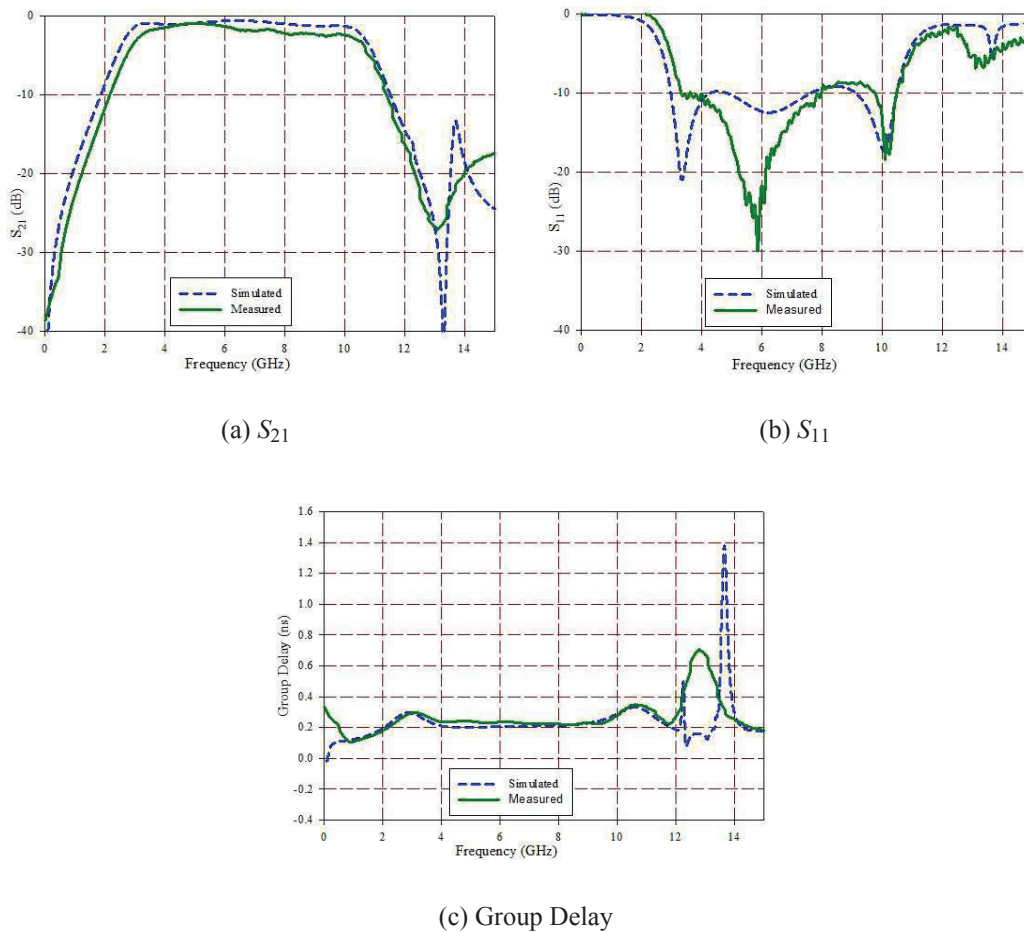 0
-10
-20
-30
-40
S21 (dB)
0 2 4 6 8 10 12 14
Frequency (GHz)
Simulated
Measured
(a) S21
0
-10
-20
-30
-40
S11 (dB)
0 2 4 6 8 10 12 14
Frequency (GHz)
Simulated
Measured
(b) S11
1.6
1.4
1.2
1.0
0.8
0.6
0.4
0.2
0.0
-0.2
-0.4
Group Delay (ns)
0 2 4 6 8 10 12 14
Frequency (GHz)
Simulated
Measured
(c) Group Delay